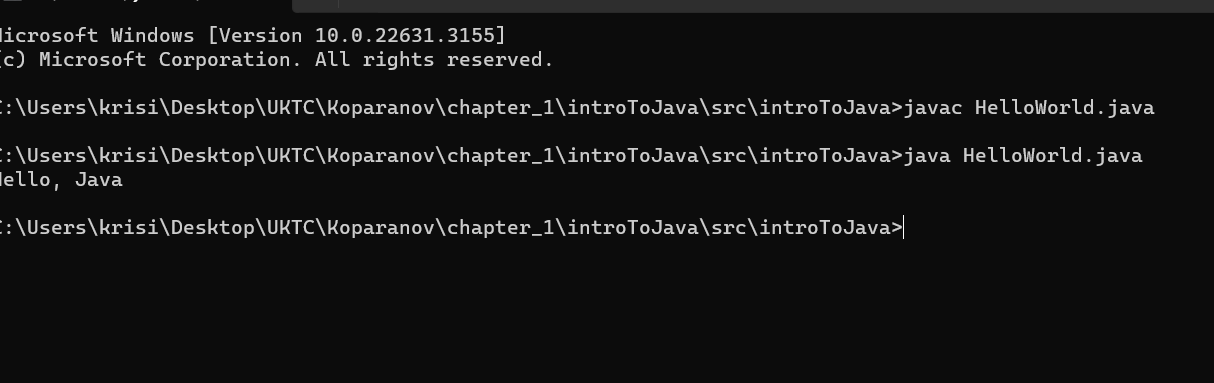 icrosoft Windows [Version 10.0.22631.3155]
c) Microsoft Corporation. All rights reserved.
:\Users\krisi\Desktop\UKTC\Koparanov\chapter_1\introToJava\src\introToJava>javac HelloWorld.java
:\Users\krisi\Desktop\UKTC\Koparanov\chapter_1\introToJava\src\introToJava>java HelloWorld.java
ello, Java
:\Users\krisi\Desktop\UKTC\Koparanov\chapter_1\introToJava\src\introToJava>